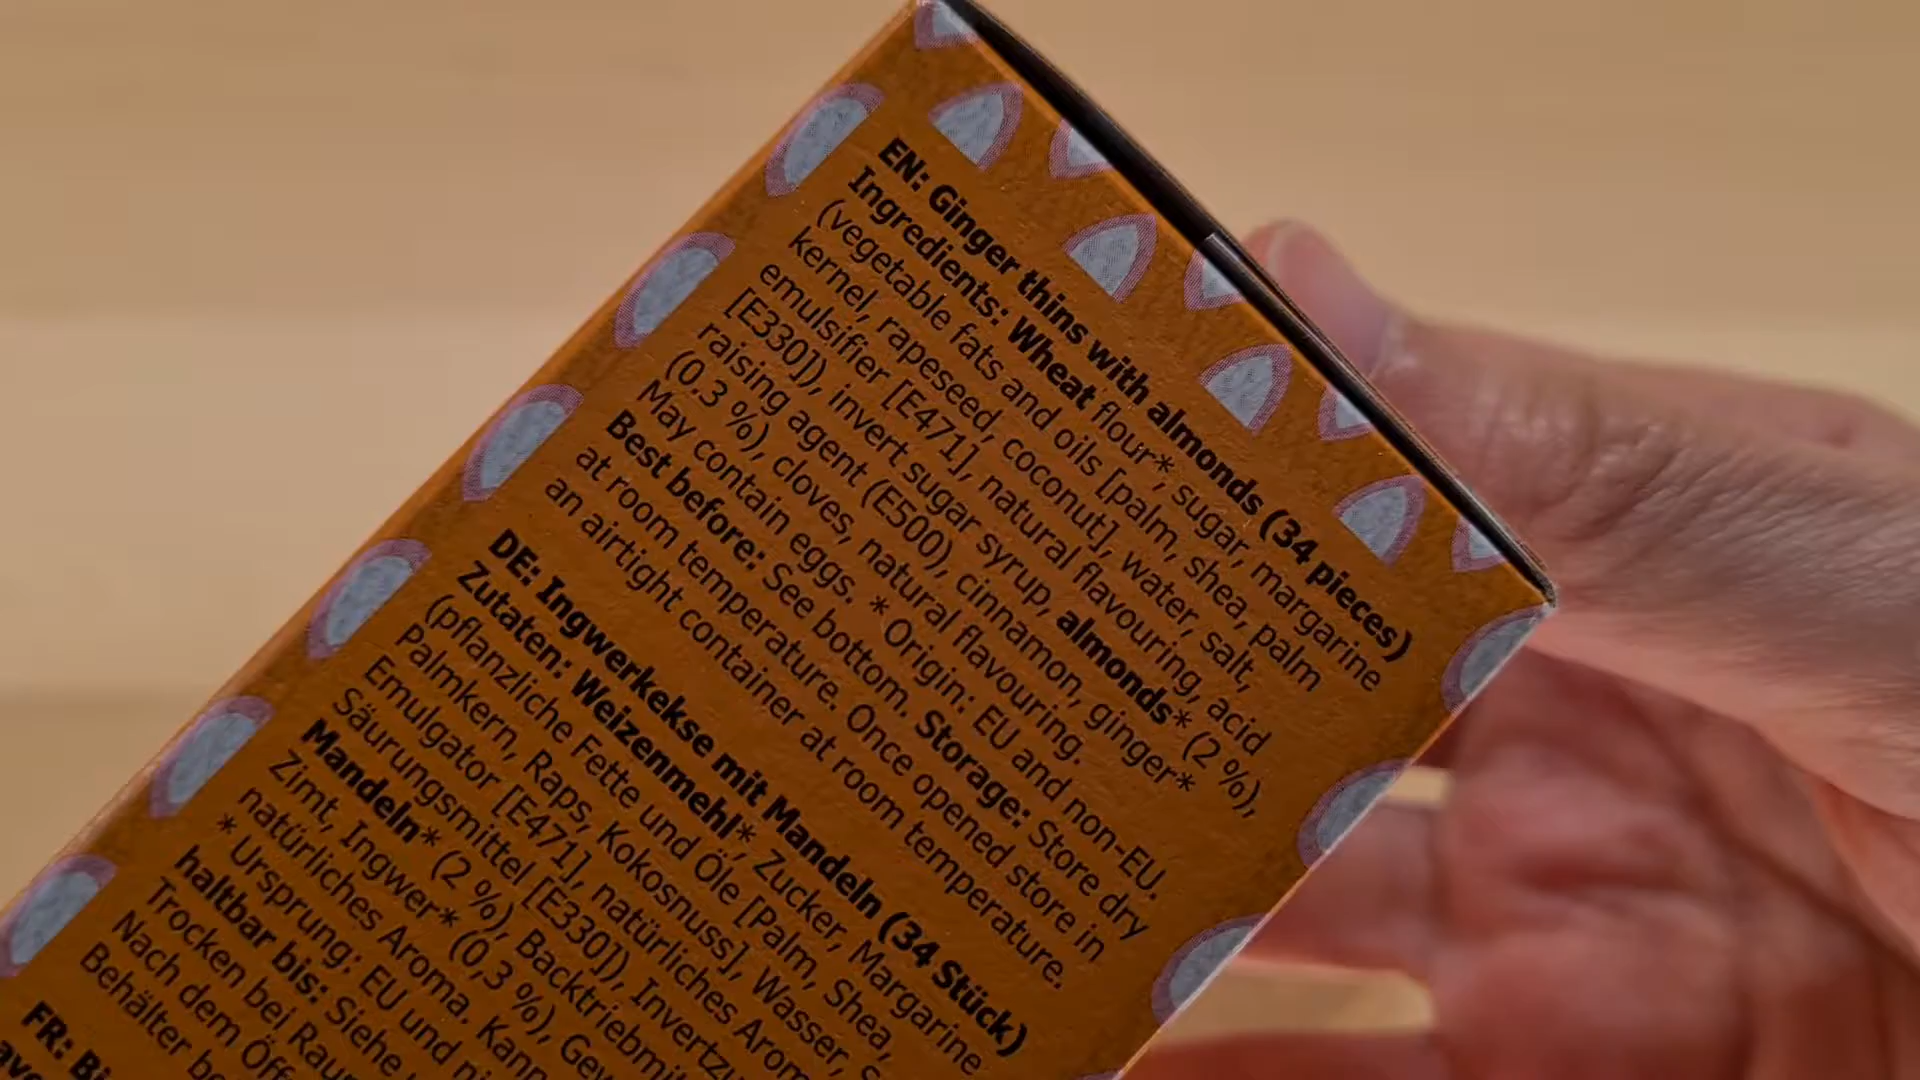 EN: Ginger thins with almonds (34 pieces)
Ingredients: Wheat flour*, sugar, margarine
(vegetable fats and oils [palm, shea, palm
kernel, rapeseed, coconut], water, salt,
emulsifier [E471], natural flavouring, acid
[E330]), invert sugar syrup, almonds* (2 %),
raising agent (E500), cinnamon, ginger*
(0.3 %), cloves, natural flavouring.
May contain eggs. * Origin: EU and non-EU.
Best before: See bottom. Storage: Store dry
at room temperature. Once opened store in
an airtight container at room temperature.
DE: Ingwerkekse mit Mandeln (34 Stück)
Zutaten: Weizenmehl*, Zucker, Margarine
(pflanzliche Fette und Öle [Palm, Shea,
Palmkern, Raps, Kokosnuss], Wasser,
Emulgator [E471], natürliches
Säurungsmittel [E330]),
Mandeln* (2 %),
Zimt, Ingwer* (0,3 %),
natürliches Aroma. Kann
* Ursprung: EU und
haltbar bis: Siehe
Trocken bei
Nach dem
Behälter
FR: